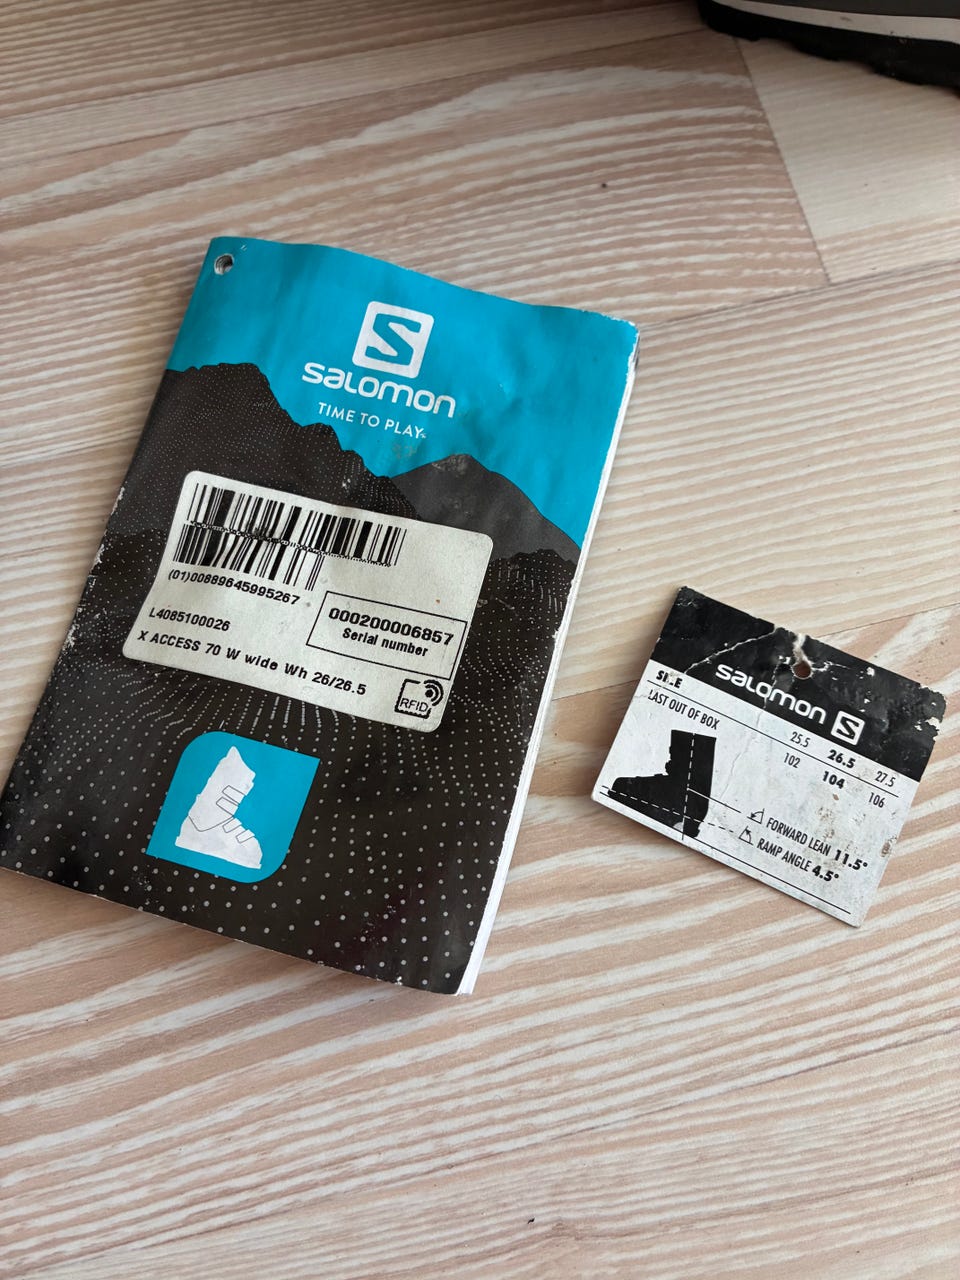 S
salomon
TIME TO PLAY
(01)00889645995267
L4085100026
X ACCESS 70 W wide Wh 26/26.5
000200006857
Serial number
RFID
salomon S
SIZE
LAST OUT OF BOX
25.5 26.5 27.5
102 104 106
FORWARD LEAN 11.5°
RAMP ANGLE 4.5°